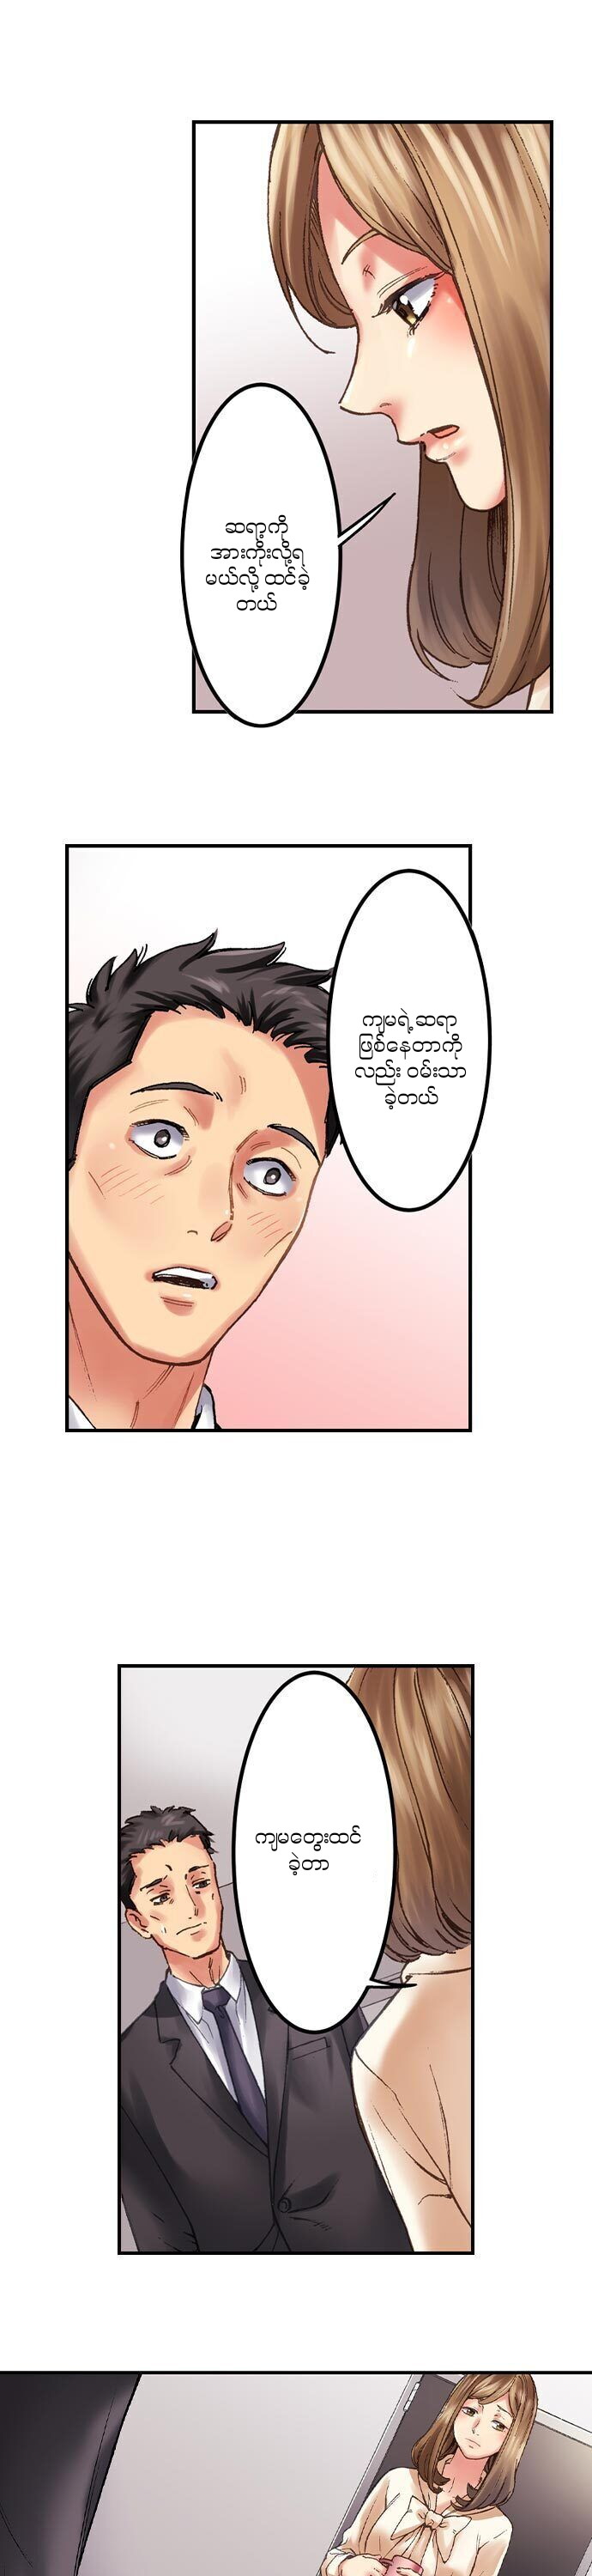 ဆရာ့ကို
အားကိုးလို့ရ
မယ်လို့ ထင်ခဲ့
တယ်
ကျမရဲ့ဆရာ
ဖြစ်နေတာကို
လည်း ဝမ်းသာ
ခဲ့တယ်
ကျမတွေးထင်
ခဲ့တာ